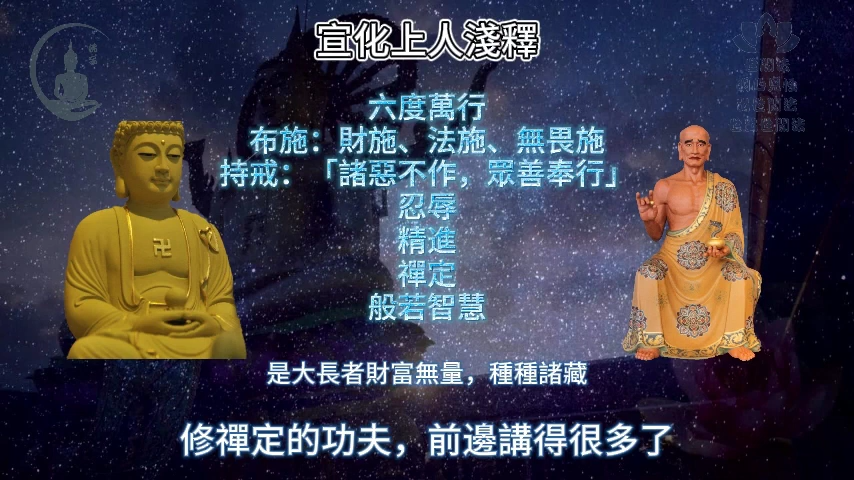 宣化上人淺釋
六度萬行
布施：財施、法施、無畏施
持戒：「諸惡不作，眾善奉行」
忍辱
精進
禪定
般若智慧
卍
是大長者財富無量，種種諸藏
修禪定的功夫，前邊講得很多了